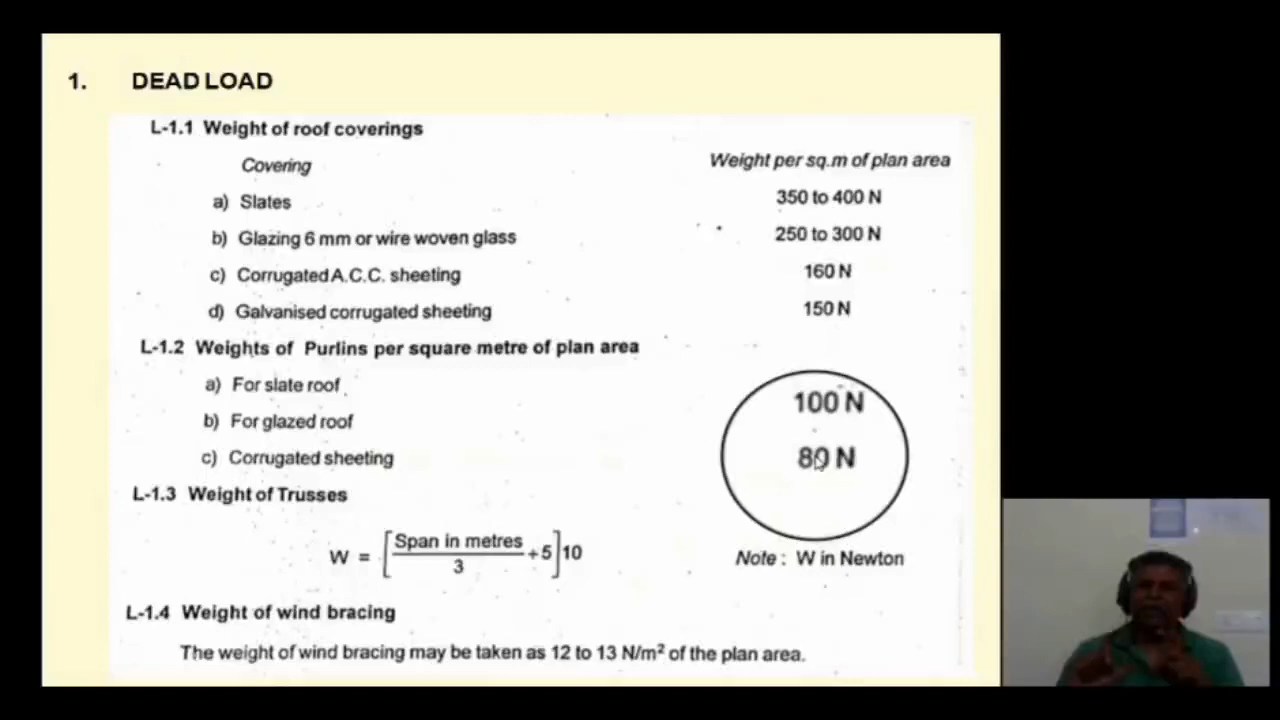 1. DEAD LOAD
L-1.1 Weight of roof coverings
Covering Weight per sq.m of plan area
a) Slates 350 to 400 N
b) Glazing 6 mm or wire woven glass 250 to 300 N
c) Corrugated A.C.C. sheeting 160 N
d) Galvanised corrugated sheeting 150 N
L-1.2 Weights of Purlins per square metre of plan area
a) For slate roof 100 N
b) For glazed roof
c) Corrugated sheeting 80 N
L-1.3 Weight of Trusses
W = [Span in metres / 3 + 5] 10 Note : W in Newton
L-1.4 Weight of wind bracing
The weight of wind bracing may be taken as 12 to 13 N/m² of the plan area.